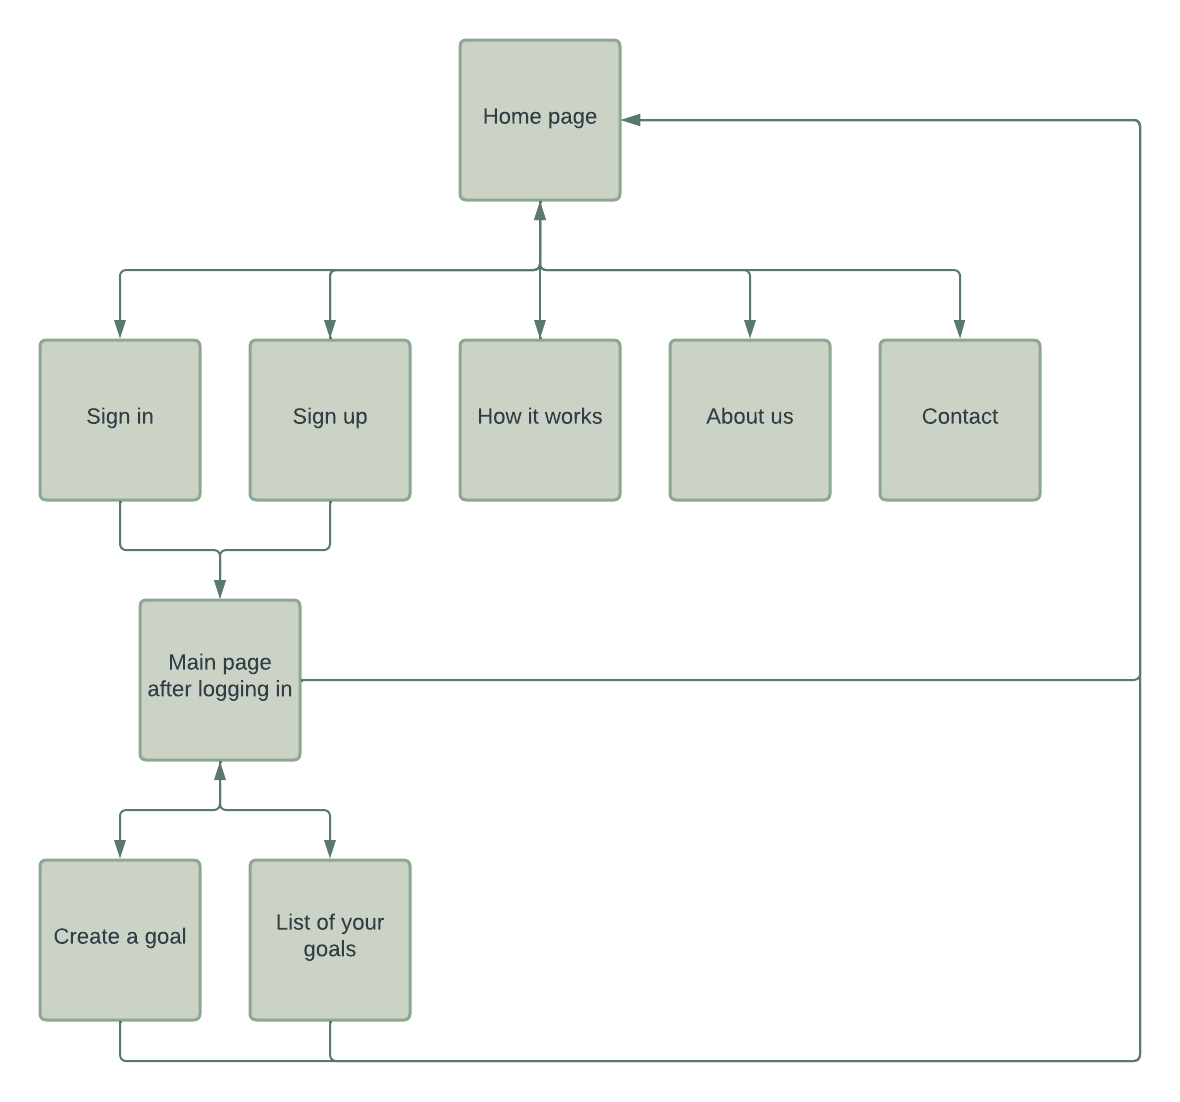 Home page
Sign in
Sign up
How it works
About us
Contact
Main page
after logging in
Create a goal
List of your
goals